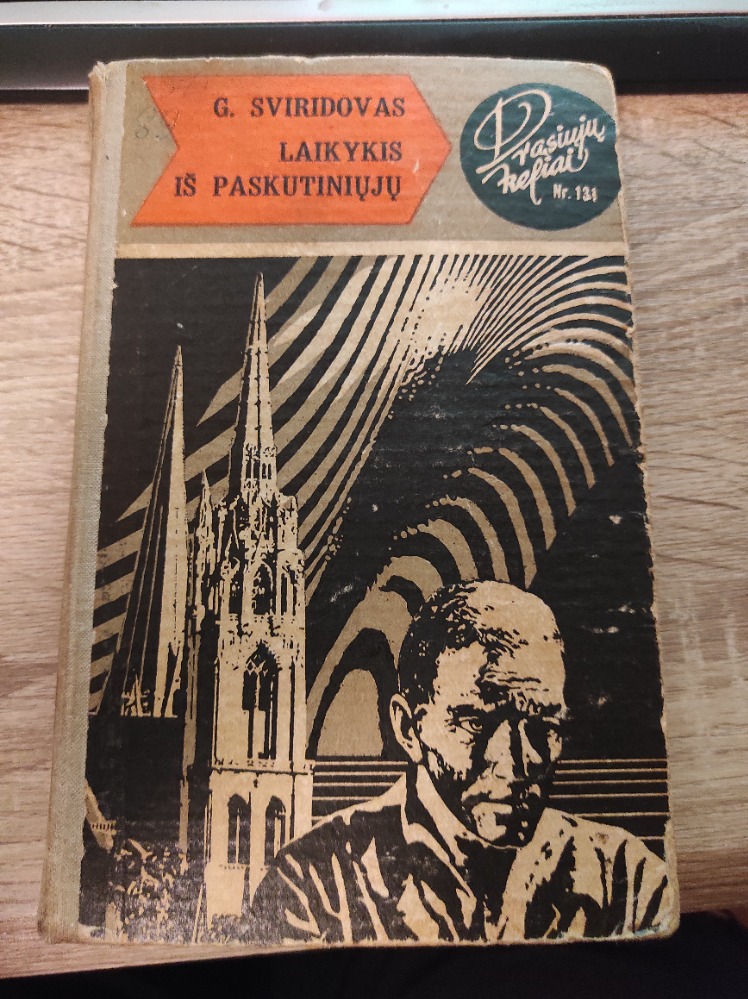 G. SVIRIDOVAS
LAIKYKIS
IŠ PASKUTINIŲJŲ
Drąsiųjų
keliai
Nr. 131